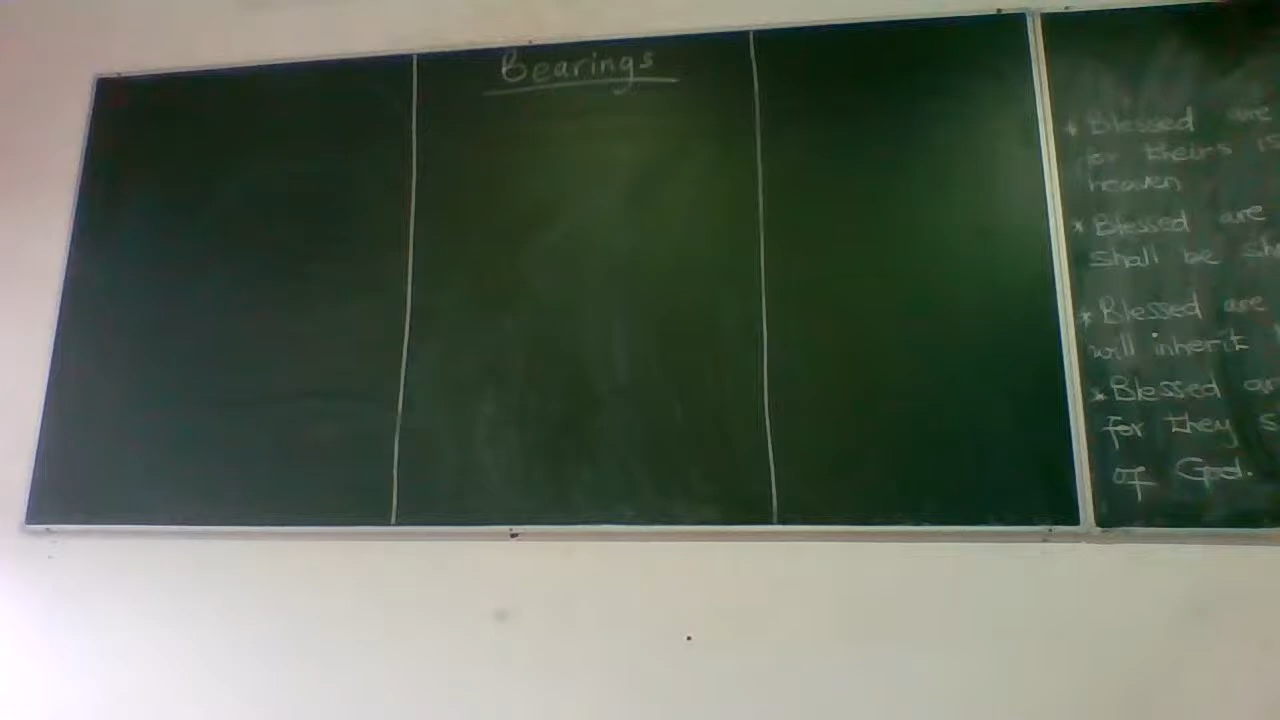 Bearings
* Blessed are
for theirs is
heaven
* Blessed are
shall be
* Blessed are
will inherit
* Blessed
for they
of God.